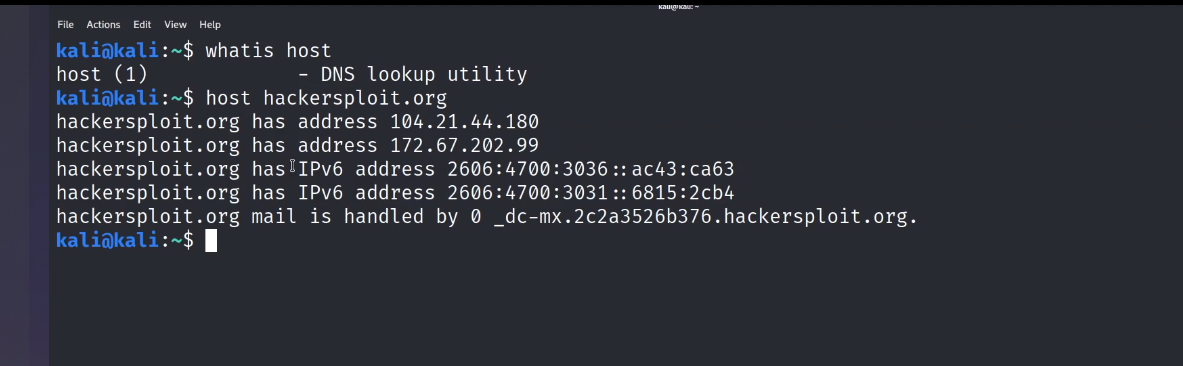 kali@kali: ~
File Actions Edit View Help
kali@kali:~$ whatis host
host (1)             - DNS lookup utility
kali@kali:~$ host hackersploit.org
hackersploit.org has address 104.21.44.180
hackersploit.org has address 172.67.202.99
hackersploit.org has IPv6 address 2606:4700:3036::ac43:ca63
hackersploit.org has IPv6 address 2606:4700:3031::6815:2cb4
hackersploit.org mail is handled by 0 _dc-mx.2c2a3526b376.hackersploit.org.
kali@kali:~$